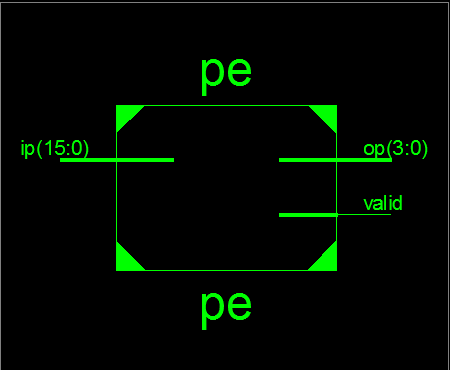 pe
ip(15:0)
op(3:0)
valid
pe